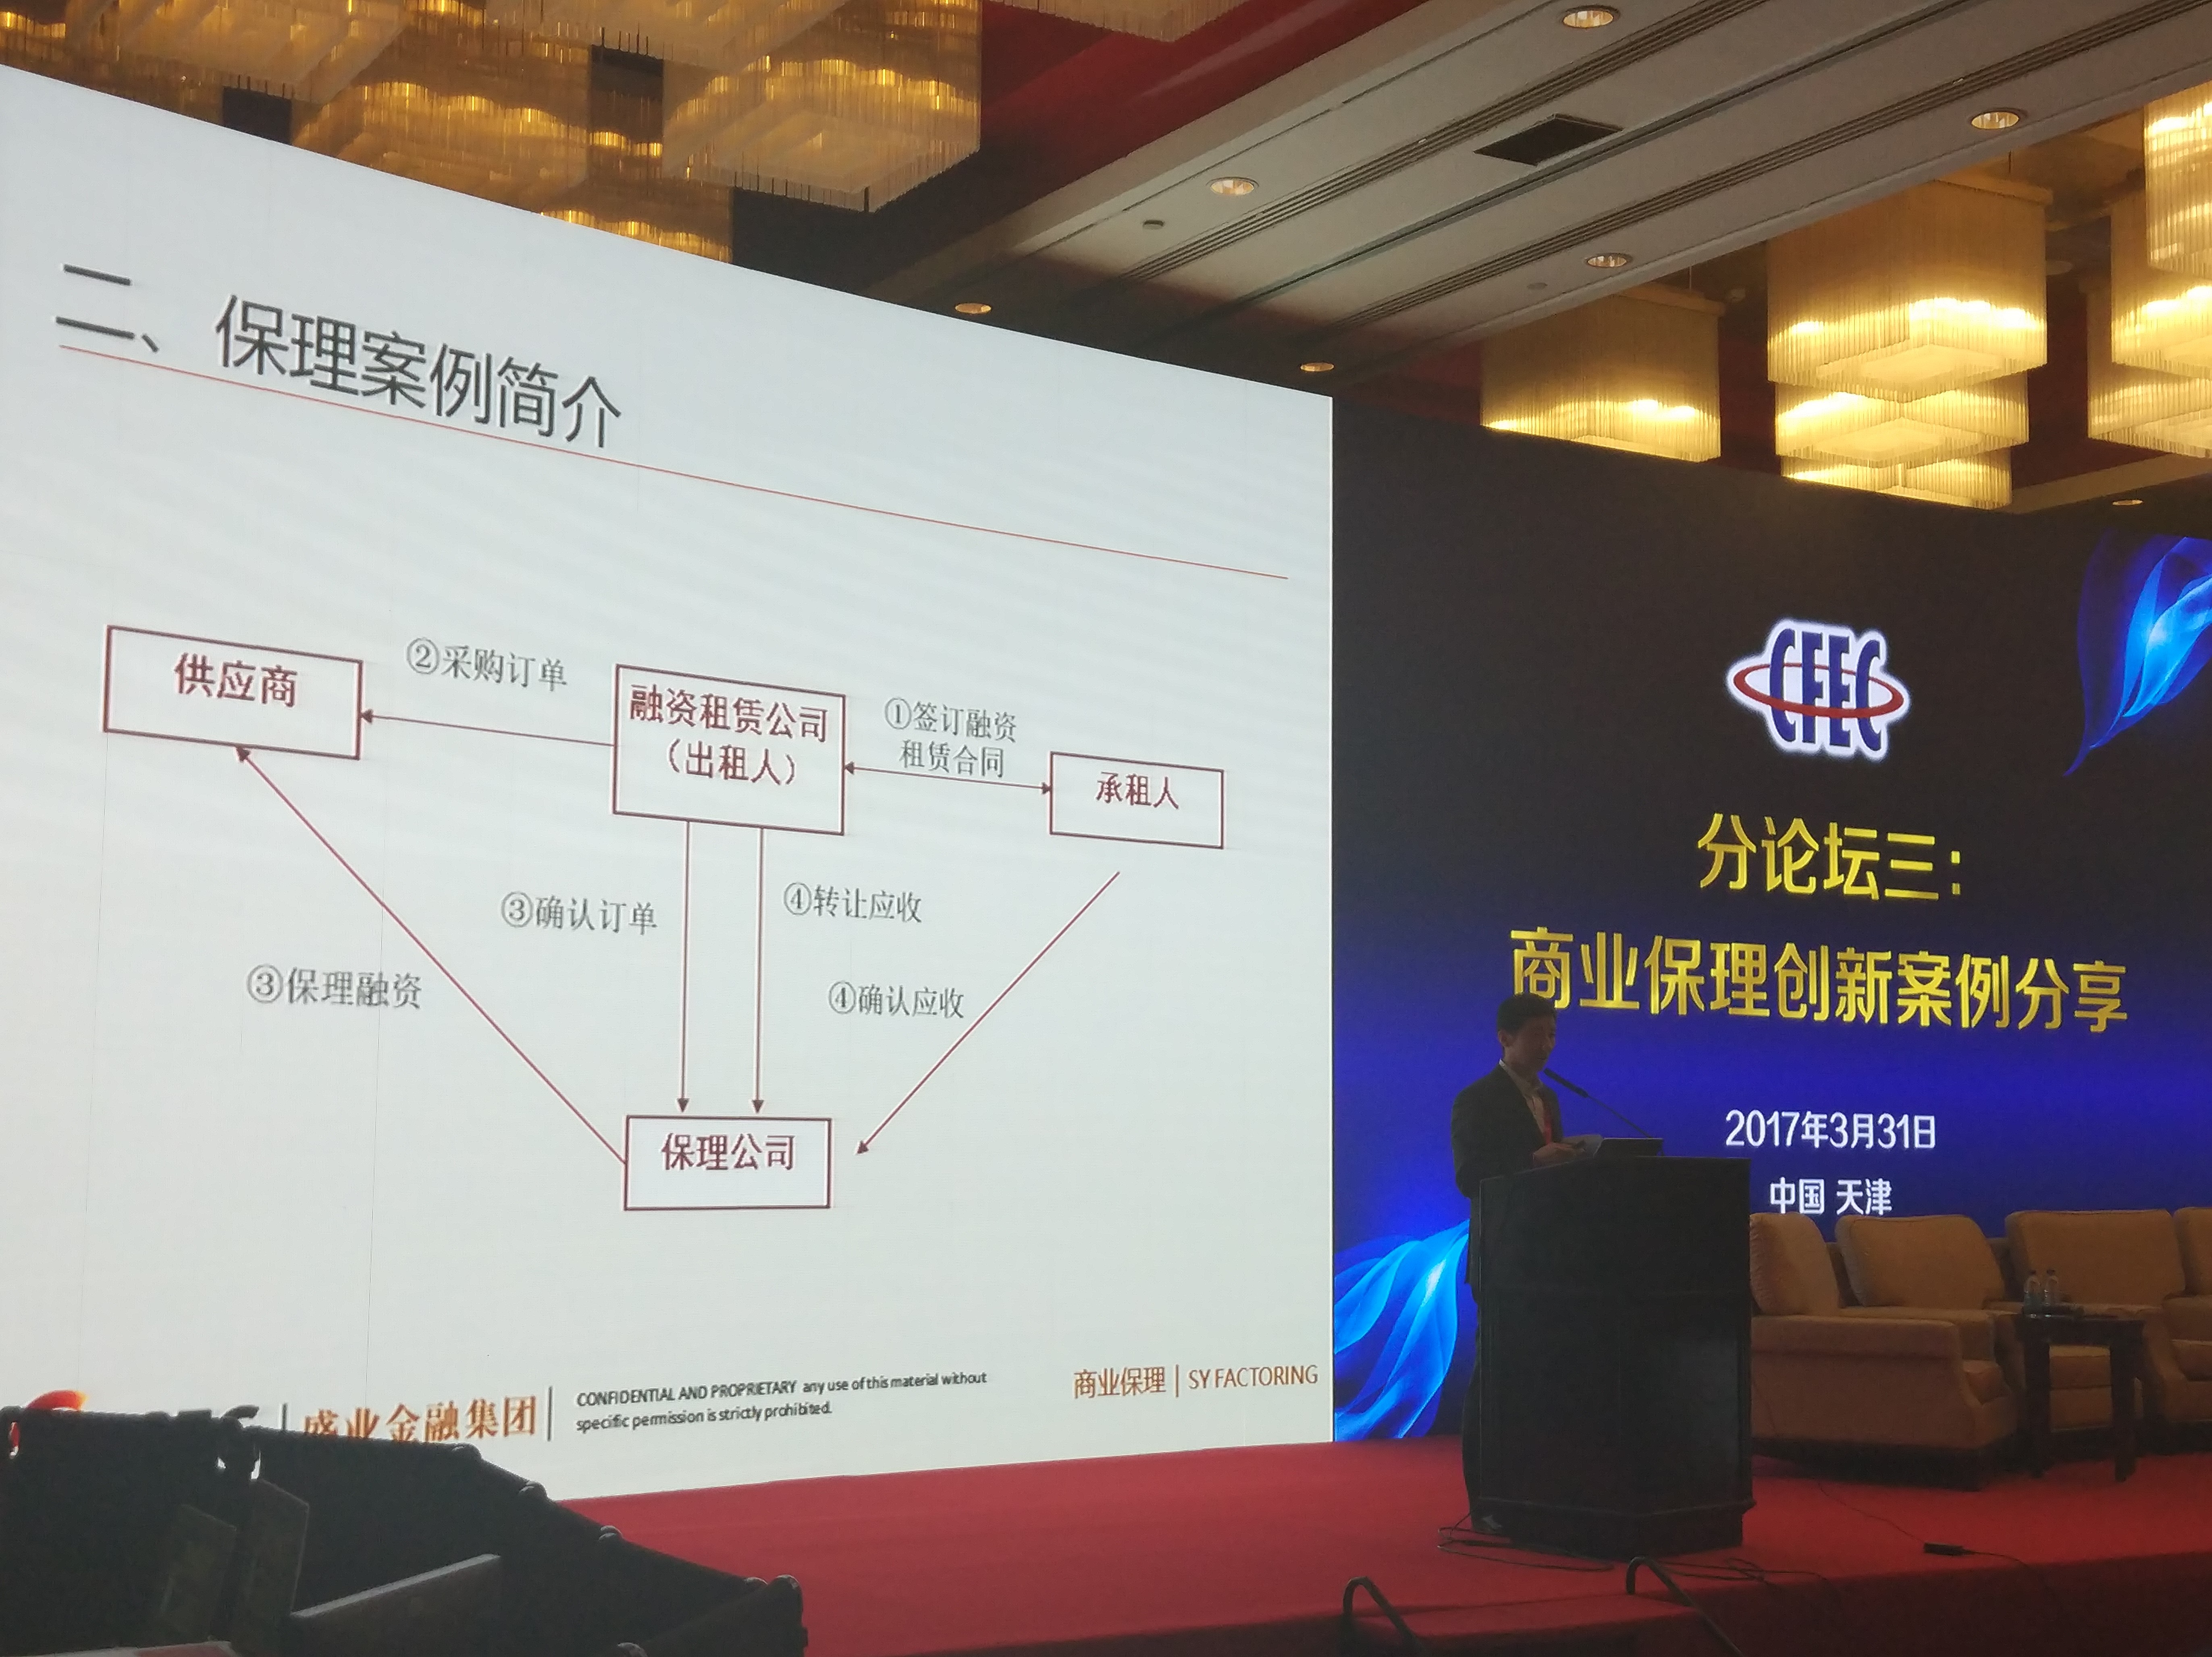 二、保理案例简介
供应商
②采购订单
融资租赁公司
（出租人）
①签订融资
租赁合同
承租人
③确认订单
④转让应收
③保理融资
④确认应收
保理公司
盛业金融集团
CONFIDENTIAL AND PROPRIETARY any use of this material without
specific permission is strictly prohibited.
商业保理 | SY FACTORING
CFEC
分论坛三：
商业保理创新案例分享
2017年3月31日
中国 天津